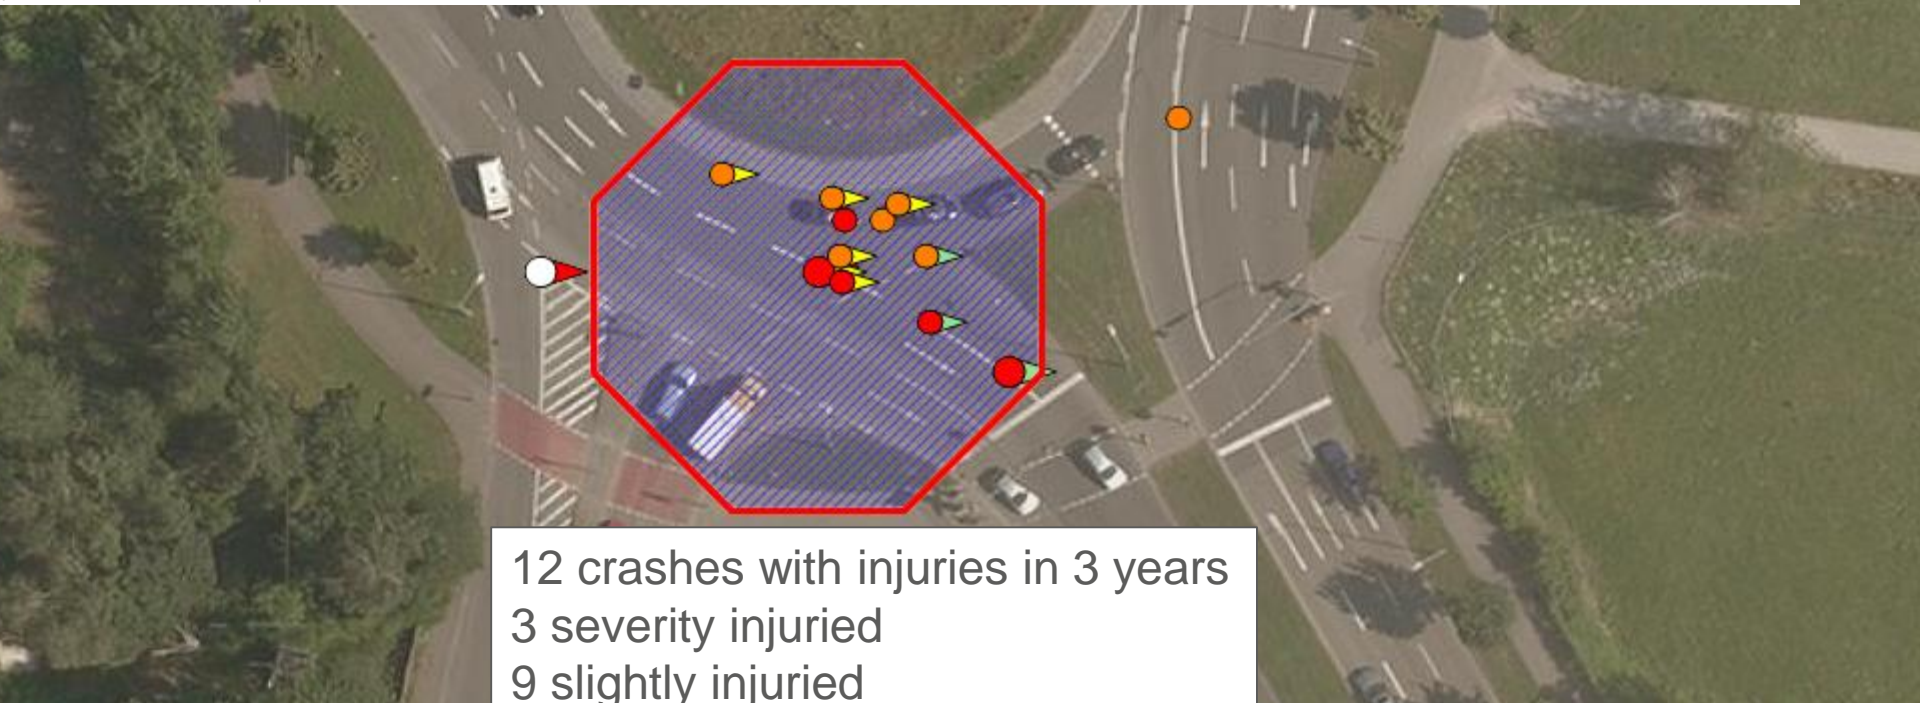 12 crashes with injuries in 3 years
3 severity injuried
9 slightly injuried